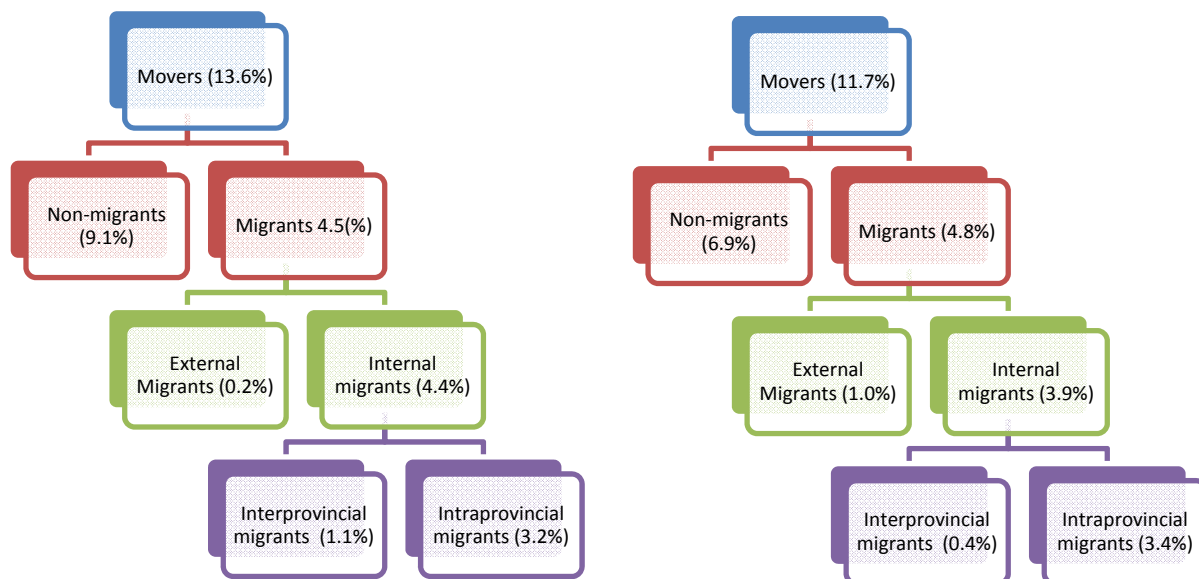 Movers (13.6%)
Non-migrants
(9.1%)
Migrants 4.5(%)
External
Migrants (0.2%)
Internal
migrants (4.4%)
Interprovincial
migrants  (1.1%)
Intraprovincial
migrants (3.2%)
Movers (11.7%)
Non-migrants
(6.9%)
Migrants (4.8%)
External
Migrants (1.0%)
Internal
migrants (3.9%)
Interprovincial
migrants  (0.4%)
Intraprovincial
migrants (3.4%)